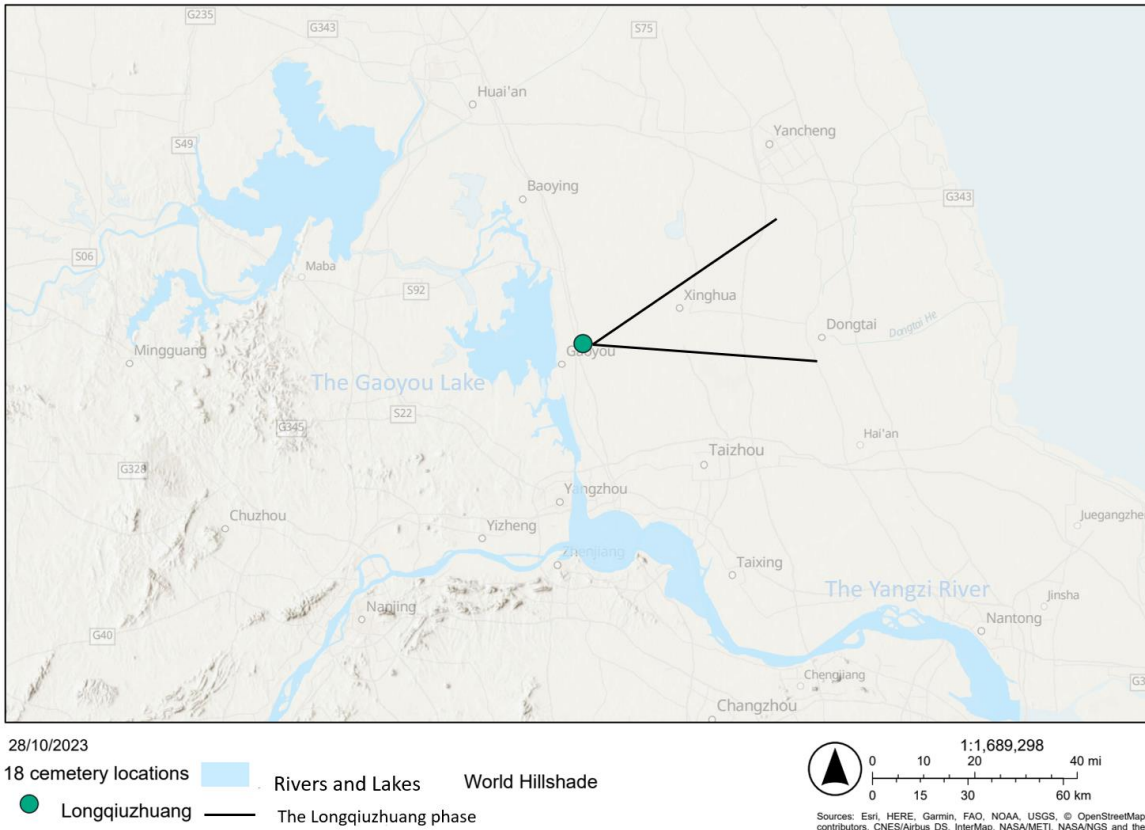 G235
G343
S75
Huai'an
Yancheng
S49
Baoying
G343
S06
Maba
S92
Xinghua
Dongtai
Dongtai He
Mingguang
Gaoyou
The Gaoyou Lake
S22
G345
Hai'an
Taizhou
G328
Yangzhou
Chuzhou
Yizheng
Juegangzhe
Zhenjiang
Taixing
The Yangzi River
Jinsha
Nanjing
Nantong
G40
Chengjiang
G3
Changzhou
28/10/2023
18 cemetery locations
Rivers and Lakes
World Hillshade
Longqiuzhuang
The Longqiuzhuang phase
1:1,689,298
0 10 20 40 mi
0 15 30 60 km
Sources: Esri, HERE, Garmin, FAO, NOAA, USGS, © OpenStreetMap
contributors, CNES/Airbus DS, InterMap, NASA/METI, NASA/NGS and the